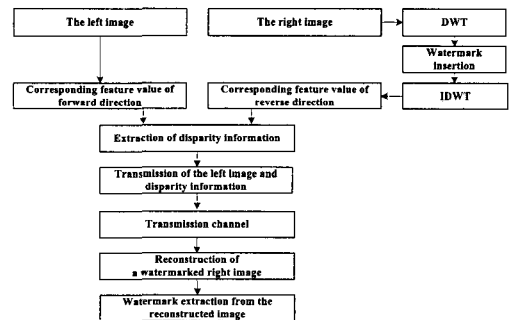 The left image
The right image
DWT
Watermark
insertion
Corresponding feature value of
forward direction
Corresponding feature value of
reverse direction
IDWT
Extraction of disparity information
Transmission of the left image and
disparity information
Transmission channel
Reconstruction of
a watermarked right image
Watermark extraction from the
reconstructed image